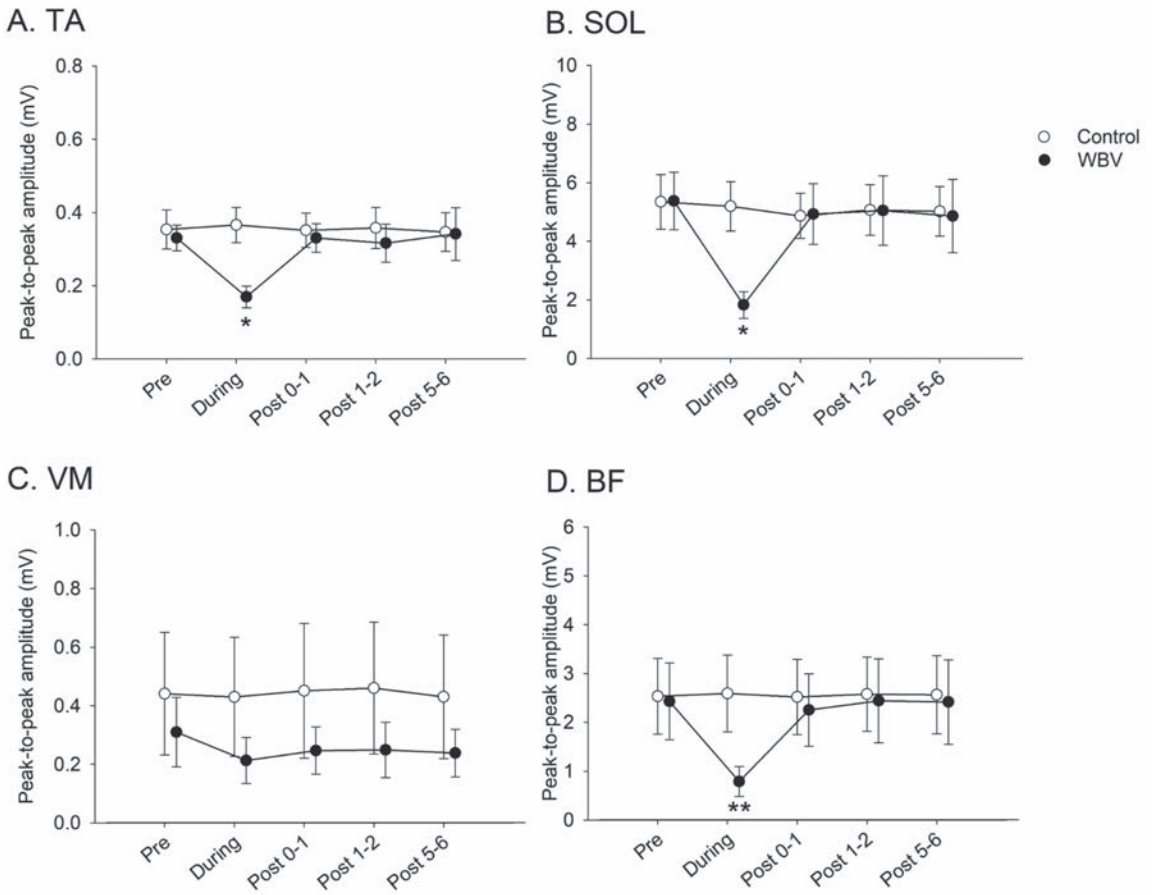 A. TA
Peak-to-peak amplitude (mV)
0.8
0.6
0.4
0.2
0.0
*
Pre
During
Post 0-1
Post 1-2
Post 5-6
B. SOL
Peak-to-peak amplitude (mV)
10
8
6
4
2
0
*
Pre
During
Post 0-1
Post 1-2
Post 5-6
Control
WBV
C. VM
Peak-to-peak amplitude (mV)
1.0
0.8
0.6
0.4
0.2
0.0
Pre
During
Post 0-1
Post 1-2
Post 5-6
D. BF
Peak-to-peak amplitude (mV)
6
5
4
3
2
1
0
**
Pre
During
Post 0-1
Post 1-2
Post 5-6